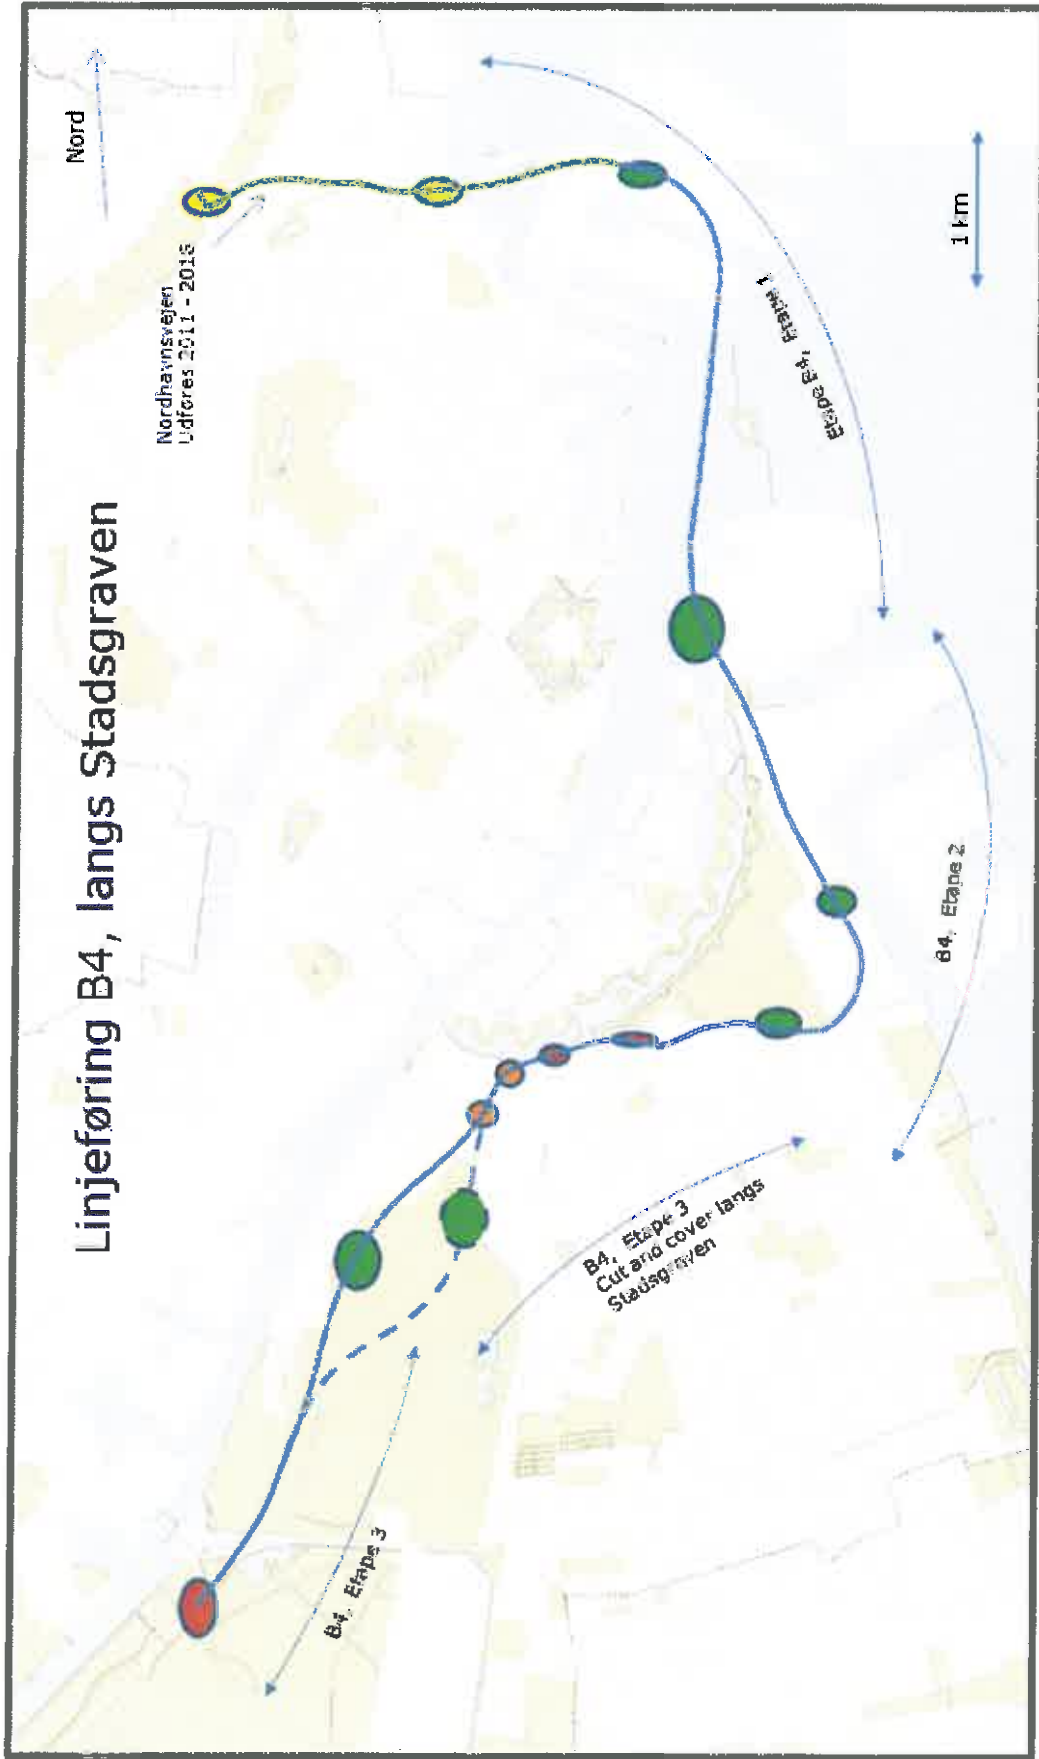 Linjeføring B4, langs Stadsgraven
Nord
Nordhavnsvejen
Udføres 2011 - 2015
Etape B4, Etape 1
1 km
B4, Etape 2
B4, Etape 3
Cut and cover langs
Stadsgraven
B4, Etape 3